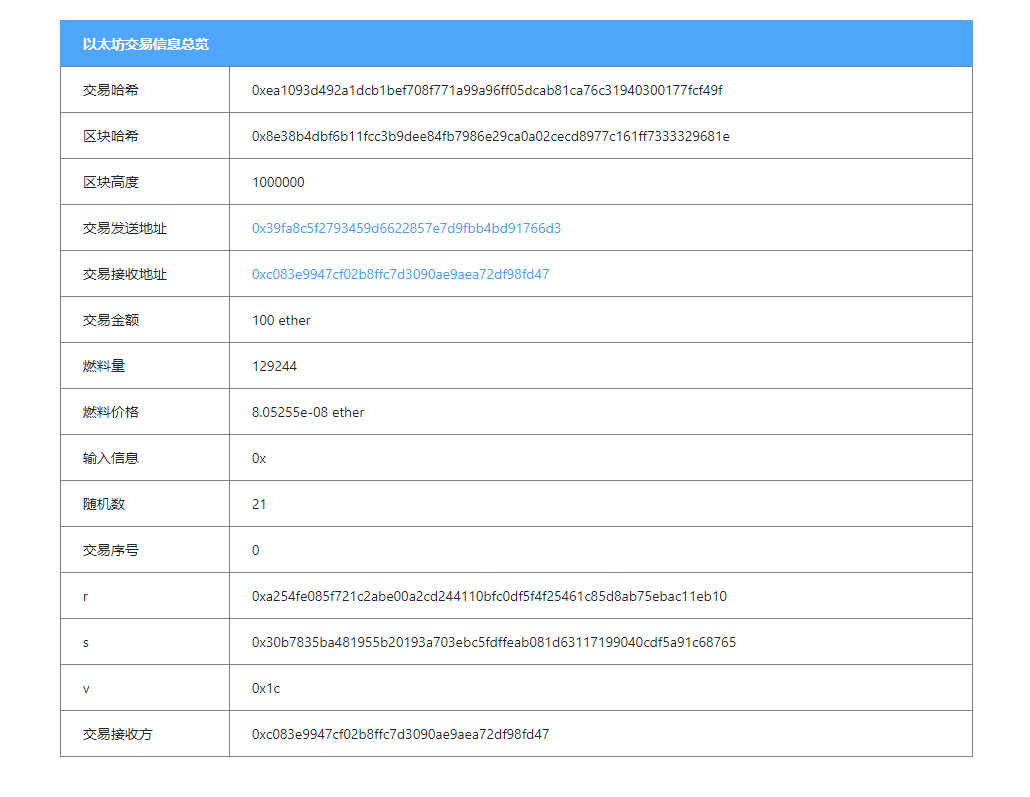 以太坊交易信息总览
交易哈希 0xea1093d492a1dcb1bef708f771a99a96ff05dcab81ca76c31940300177fcf49f
区块哈希 0x8e38b4dbf6b11fcc3b9dee84fb7986e29ca0a02cecd8977c161ff7333329681e
区块高度 1000000
交易发送地址 0x39fa8c5f2793459d6622857e7d9fbb4bd91766d3
交易接收地址 0xc083e9947cf02b8ffc7d3090ae9aea72df98fd47
交易金额 100 ether
燃料量 129244
燃料价格 8.05255e-08 ether
输入信息 0x
随机数 21
交易序号 0
r 0xa254fe085f721c2abe00a2cd244110bfc0df5f4f25461c85d8ab75ebac11eb10
s 0x30b7835ba481955b20193a703ebc5fdffeab081d63117199040cdf5a91c68765
v 0x1c
交易接收方 0xc083e9947cf02b8ffc7d3090ae9aea72df98fd47